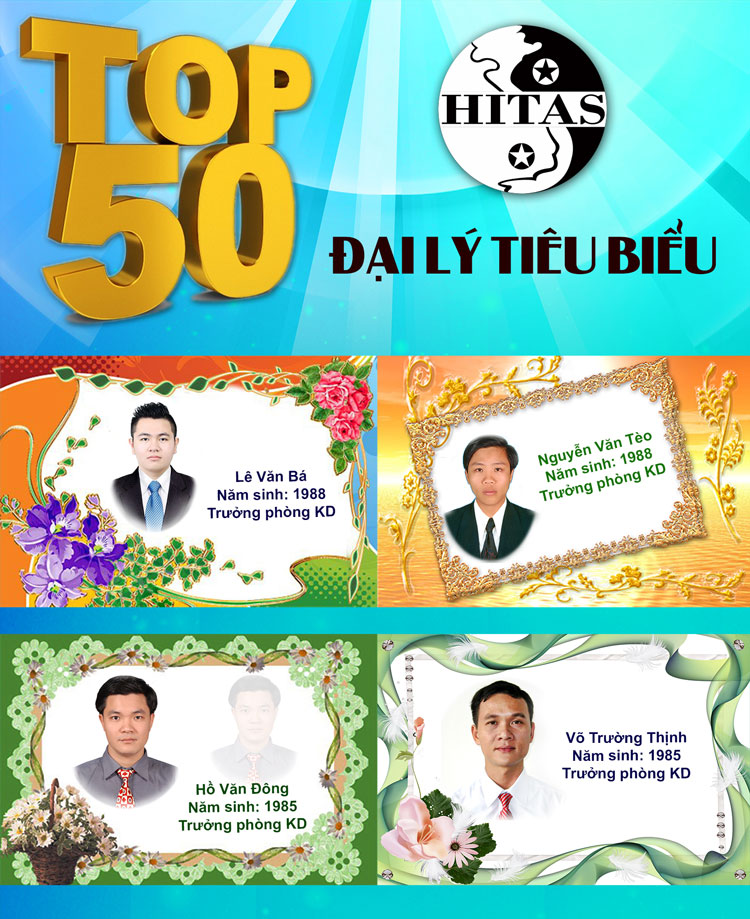 TOP
50
HITAS
ĐẠI LÝ TIÊU BIỂU
Lê Văn Bá
Năm sinh: 1988
Trưởng phòng KD
Nguyễn Văn Tèo
Năm sinh: 1988
Trưởng phòng KD
Hồ Văn Đông
Năm sinh: 1985
Trưởng phòng KD
Võ Trường Thịnh
Năm sinh: 1985
Trưởng phòng KD